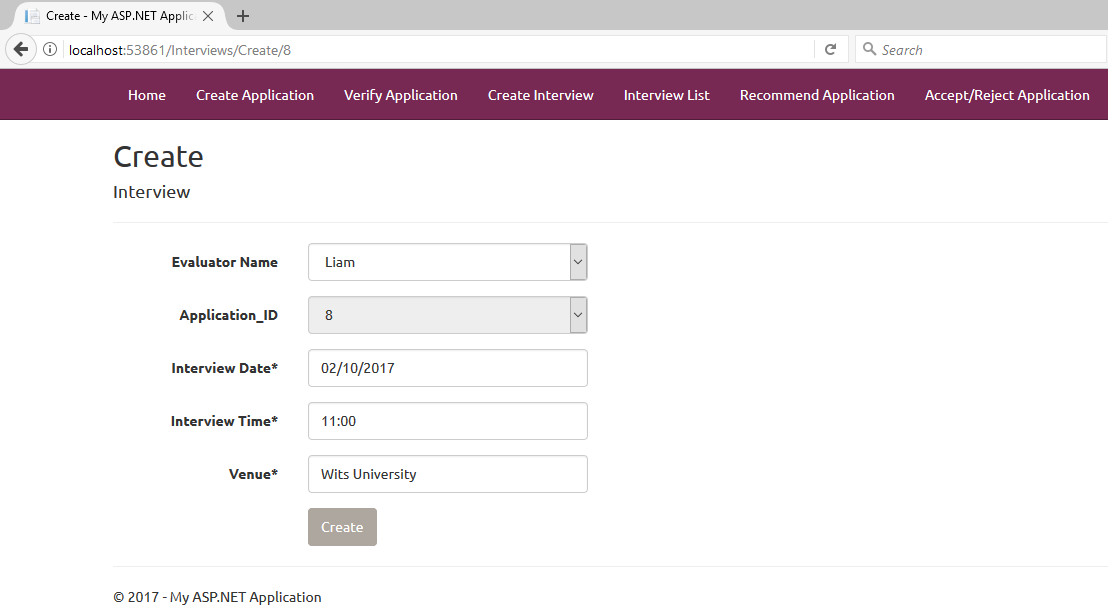 Create - My ASP.NET Applic
localhost:53861/Interviews/Create/8
Search
Home Create Application Verify Application Create Interview Interview List Recommend Application Accept/Reject Application
Create
Interview
Evaluator Name Liam
Application_ID 8
Interview Date* 02/10/2017
Interview Time* 11:00
Venue* Wits University
Create
© 2017 - My ASP.NET Application